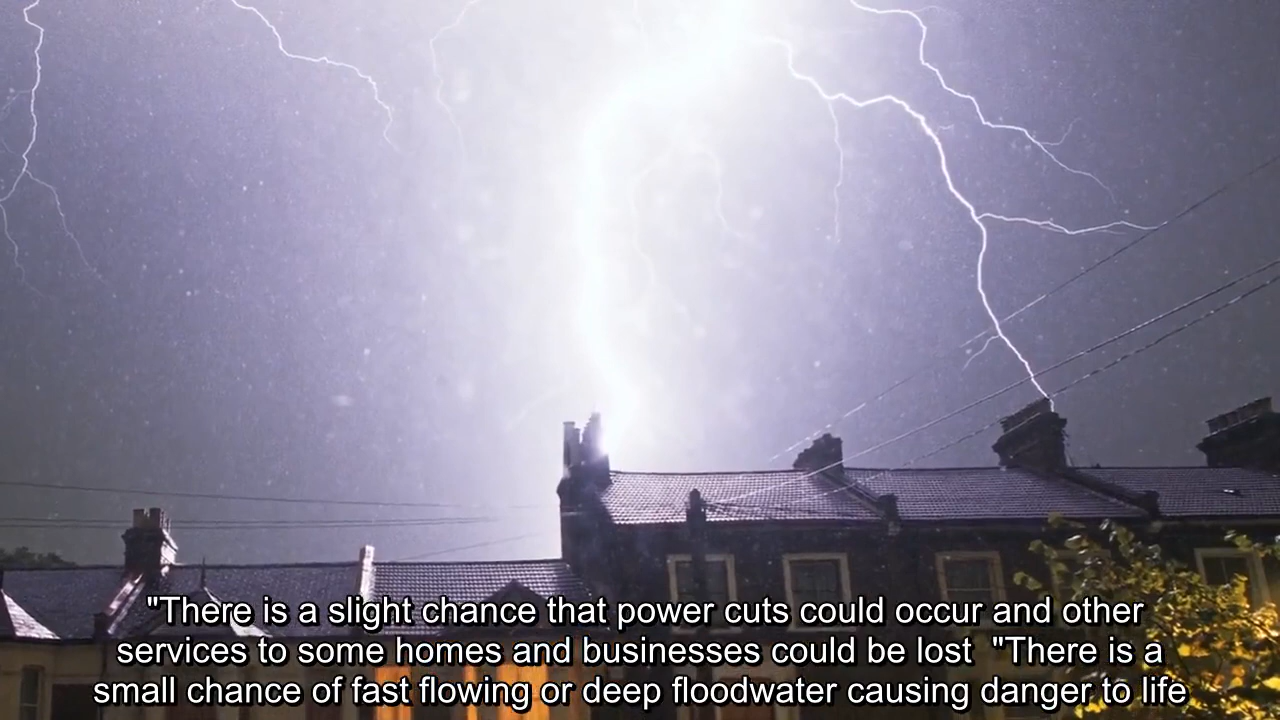 "There is a slight chance that power cuts could occur and other
services to some homes and businesses could be lost  "There is a
small chance of fast flowing or deep floodwater causing danger to life